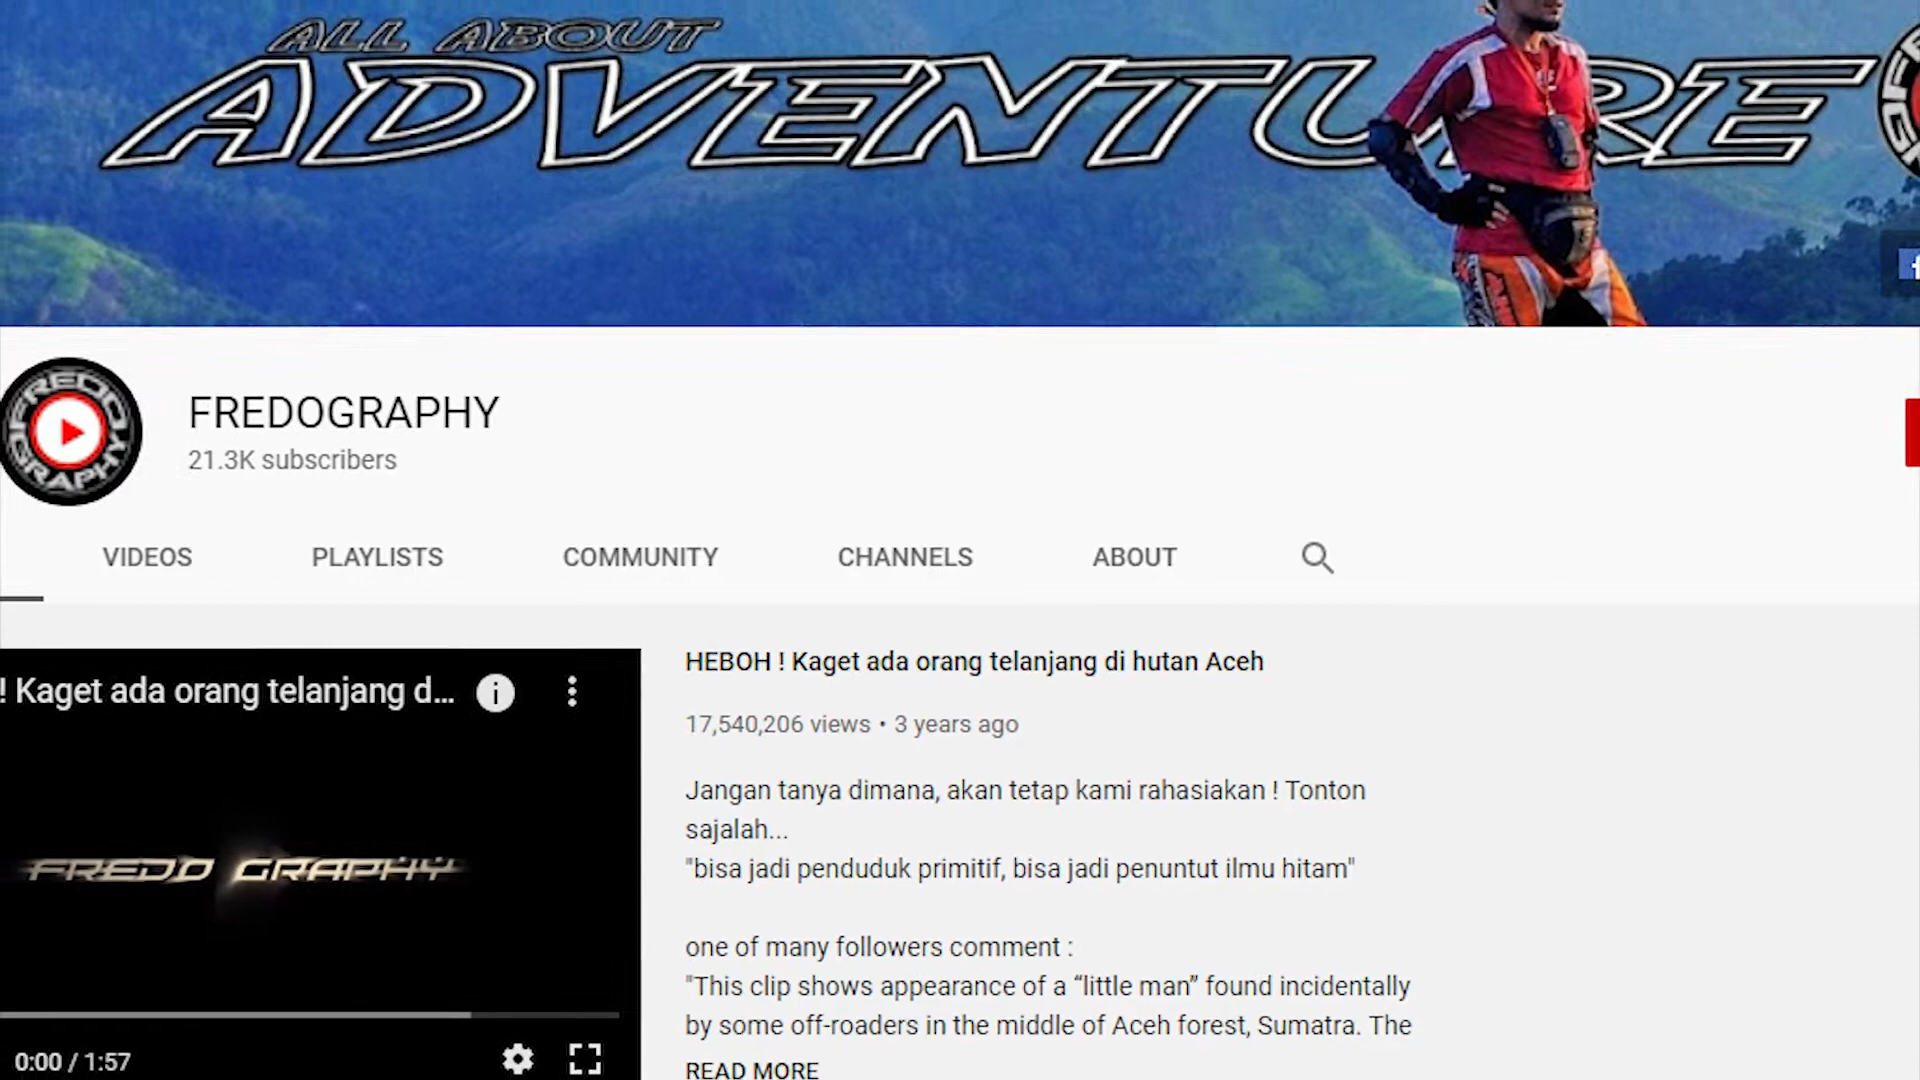 ALL ABOUT
ADVENTURE
FREDOGRAPHY
FREDO
GRAPHY
21.3K subscribers
VIDEOS
PLAYLISTS
COMMUNITY
CHANNELS
ABOUT
! Kaget ada orang telanjang d...
FREDO GRAPHY
0:00 / 1:57
HEBOH ! Kaget ada orang telanjang di hutan Aceh
17,540,206 views • 3 years ago
Jangan tanya dimana, akan tetap kami rahasiakan ! Tonton
sajalah...
"bisa jadi penduduk primitif, bisa jadi penuntut ilmu hitam"
one of many followers comment :
"This clip shows appearance of a “little man” found incidentally
by some off-roaders in the middle of Aceh forest, Sumatra. The
READ MORE